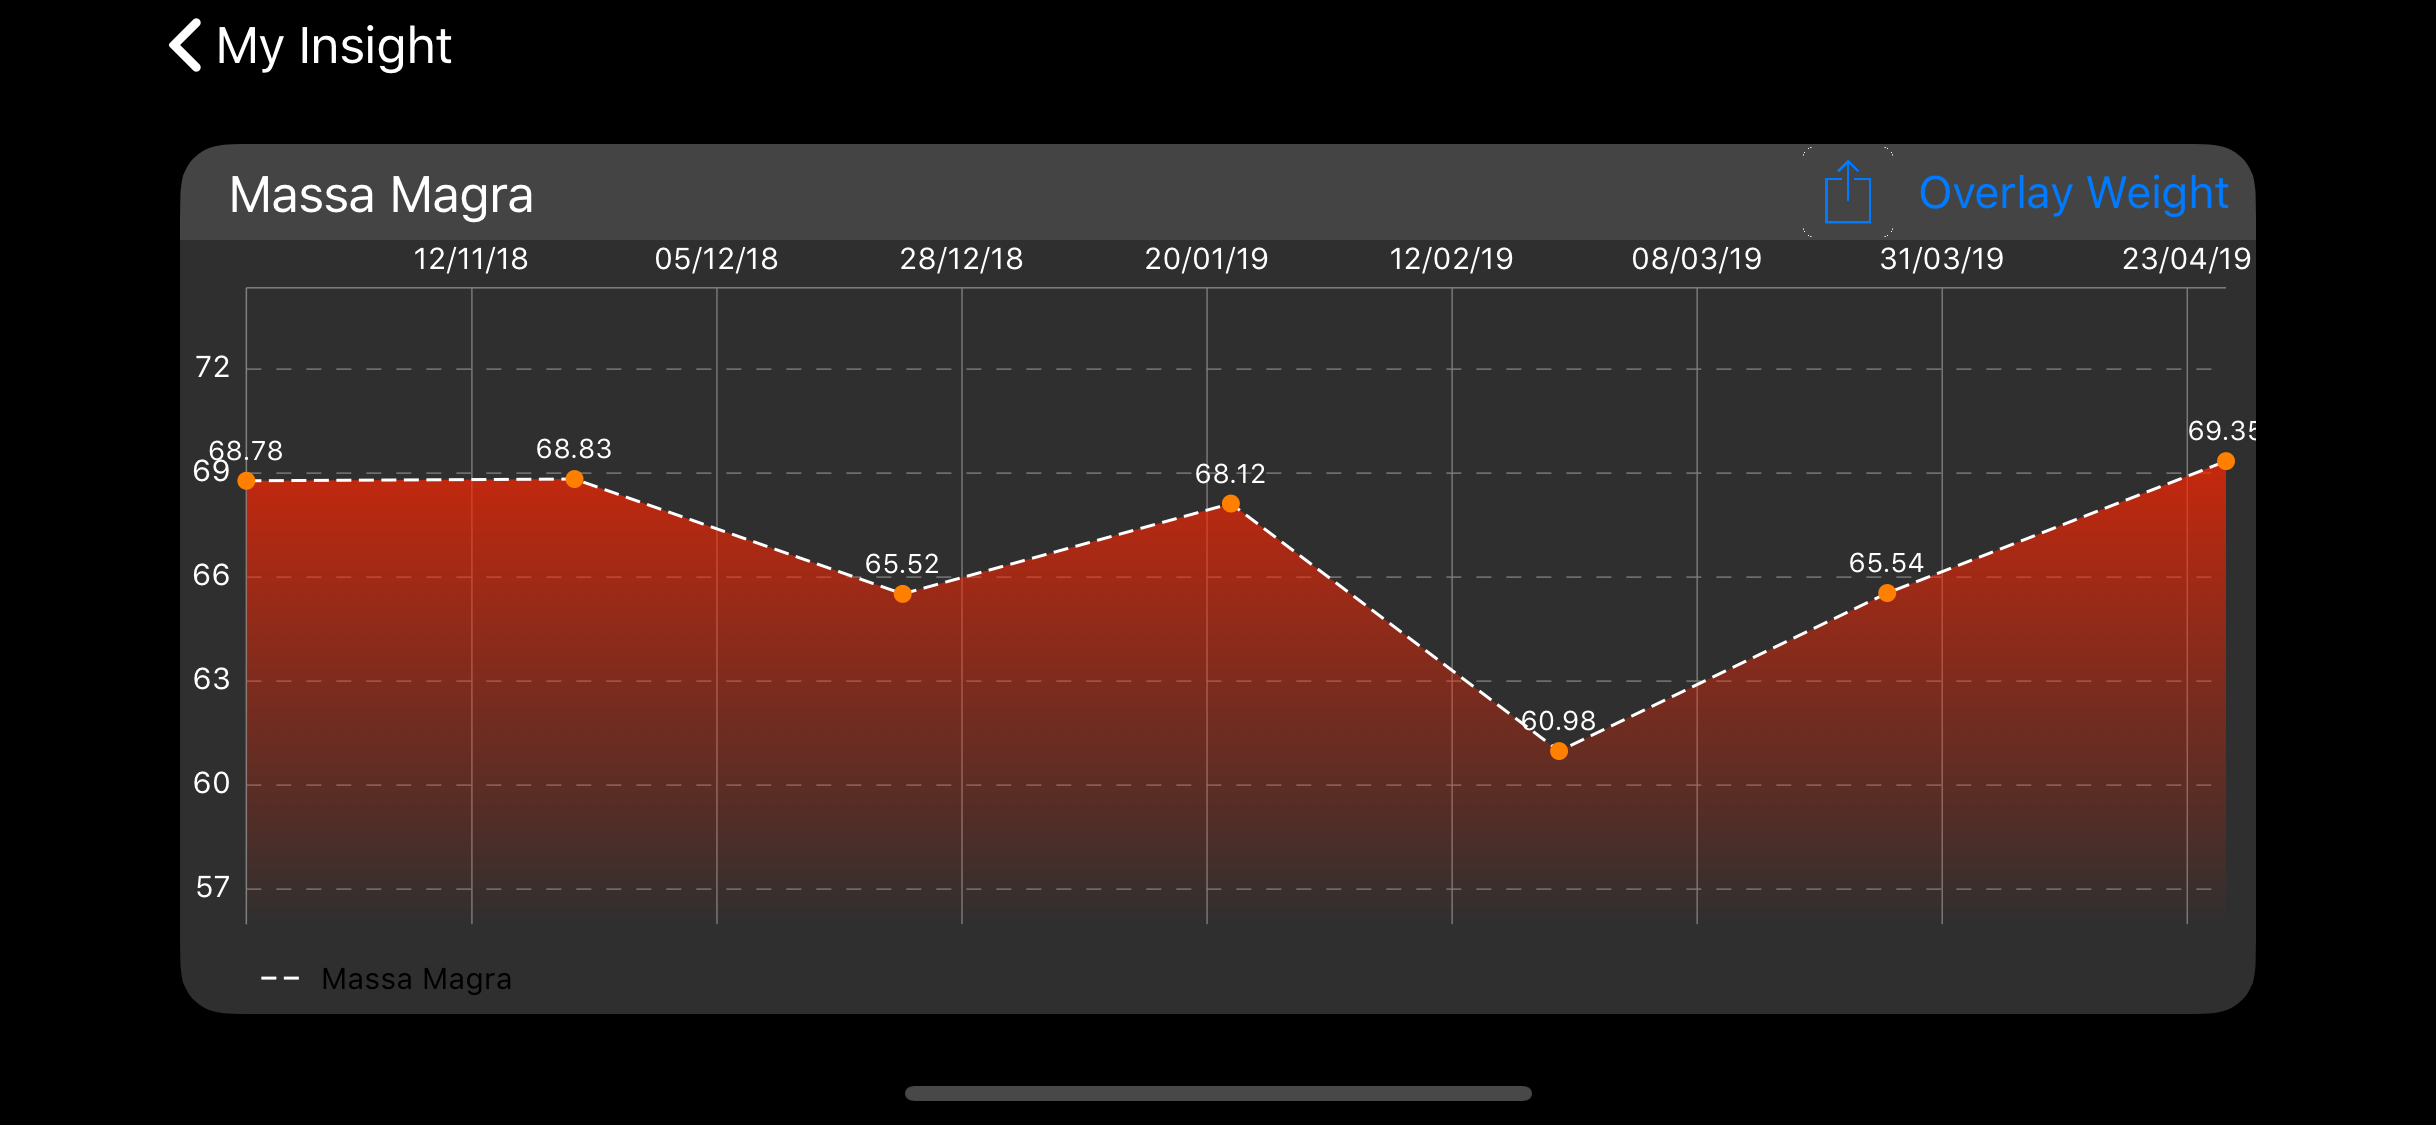 My Insight
Massa Magra
Overlay Weight
12/11/18 05/12/18 28/12/18 20/01/19 12/02/19 08/03/19 31/03/19 23/04/19
72
69
66
63
60
57
68.78
68.83
65.52
68.12
60.98
65.54
69.35
Massa Magra